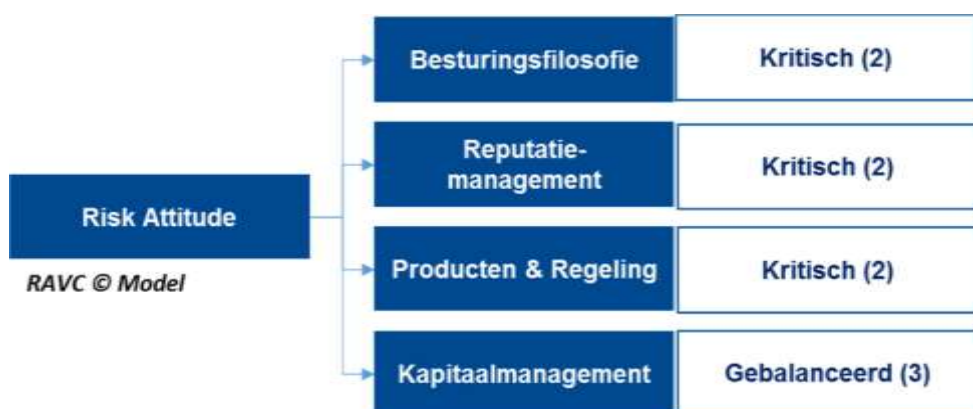 Besturingsfilosofie
Kritisch (2)
Reputatie-
management
Kritisch (2)
Risk Attitude
RAVC © Model
Producten & Regeling
Kritisch (2)
Kapitaalmanagement
Gebalanceerd (3)